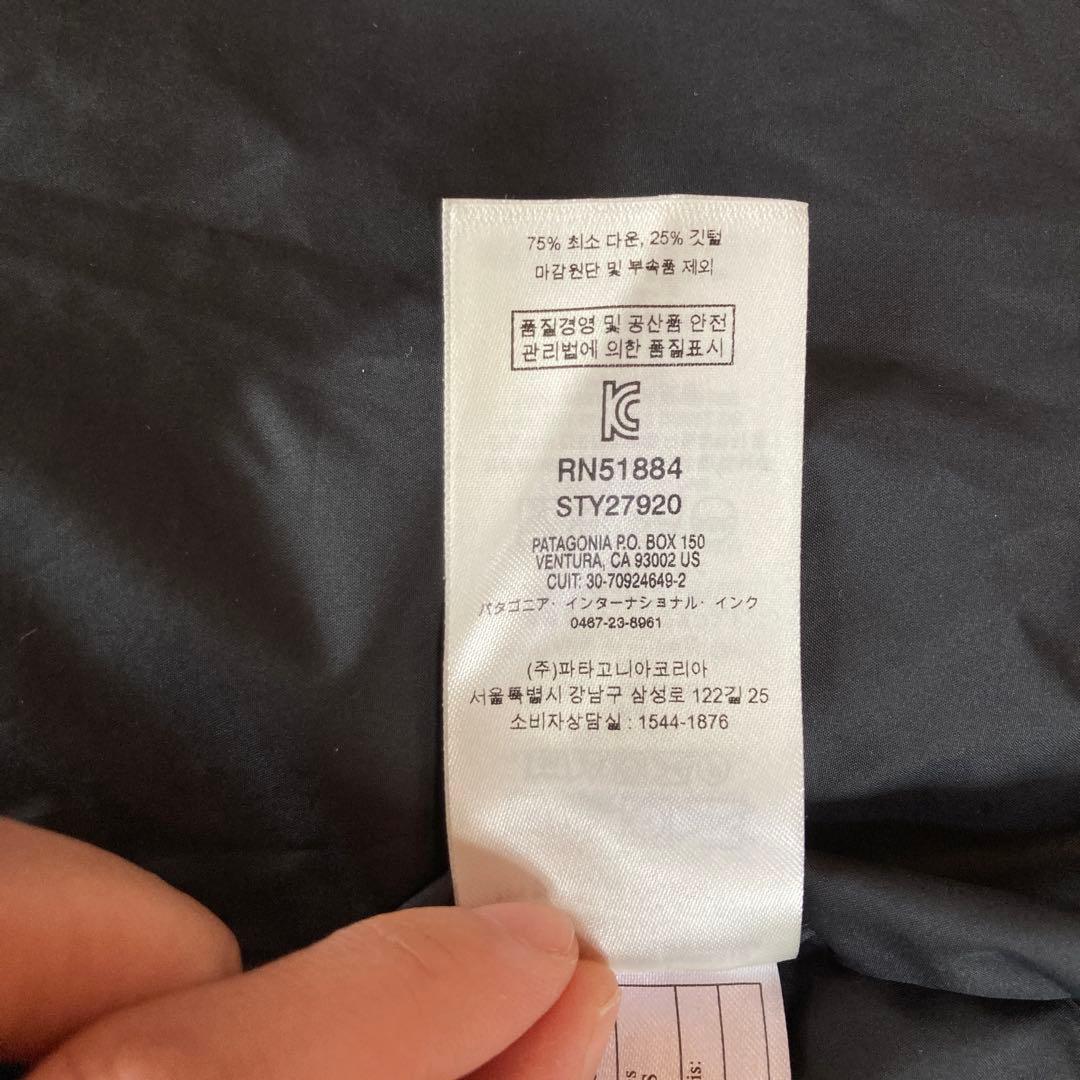 75% 최소 다운, 25% 깃털
마감원단 및 부속품 제외
품질경영 및 공산품 안전
관리법에 의한 품질표시
RN51884
STY27920
PATAGONIA P.O. BOX 150
VENTURA, CA 93002 US
CUIT: 30-70924649-2
パタゴニア・インターナショナル・インク
0467-23-8961
(주)파타고니아코리아
서울특별시 강남구 삼성로 122길 25
소비자상담실 : 1544-1876